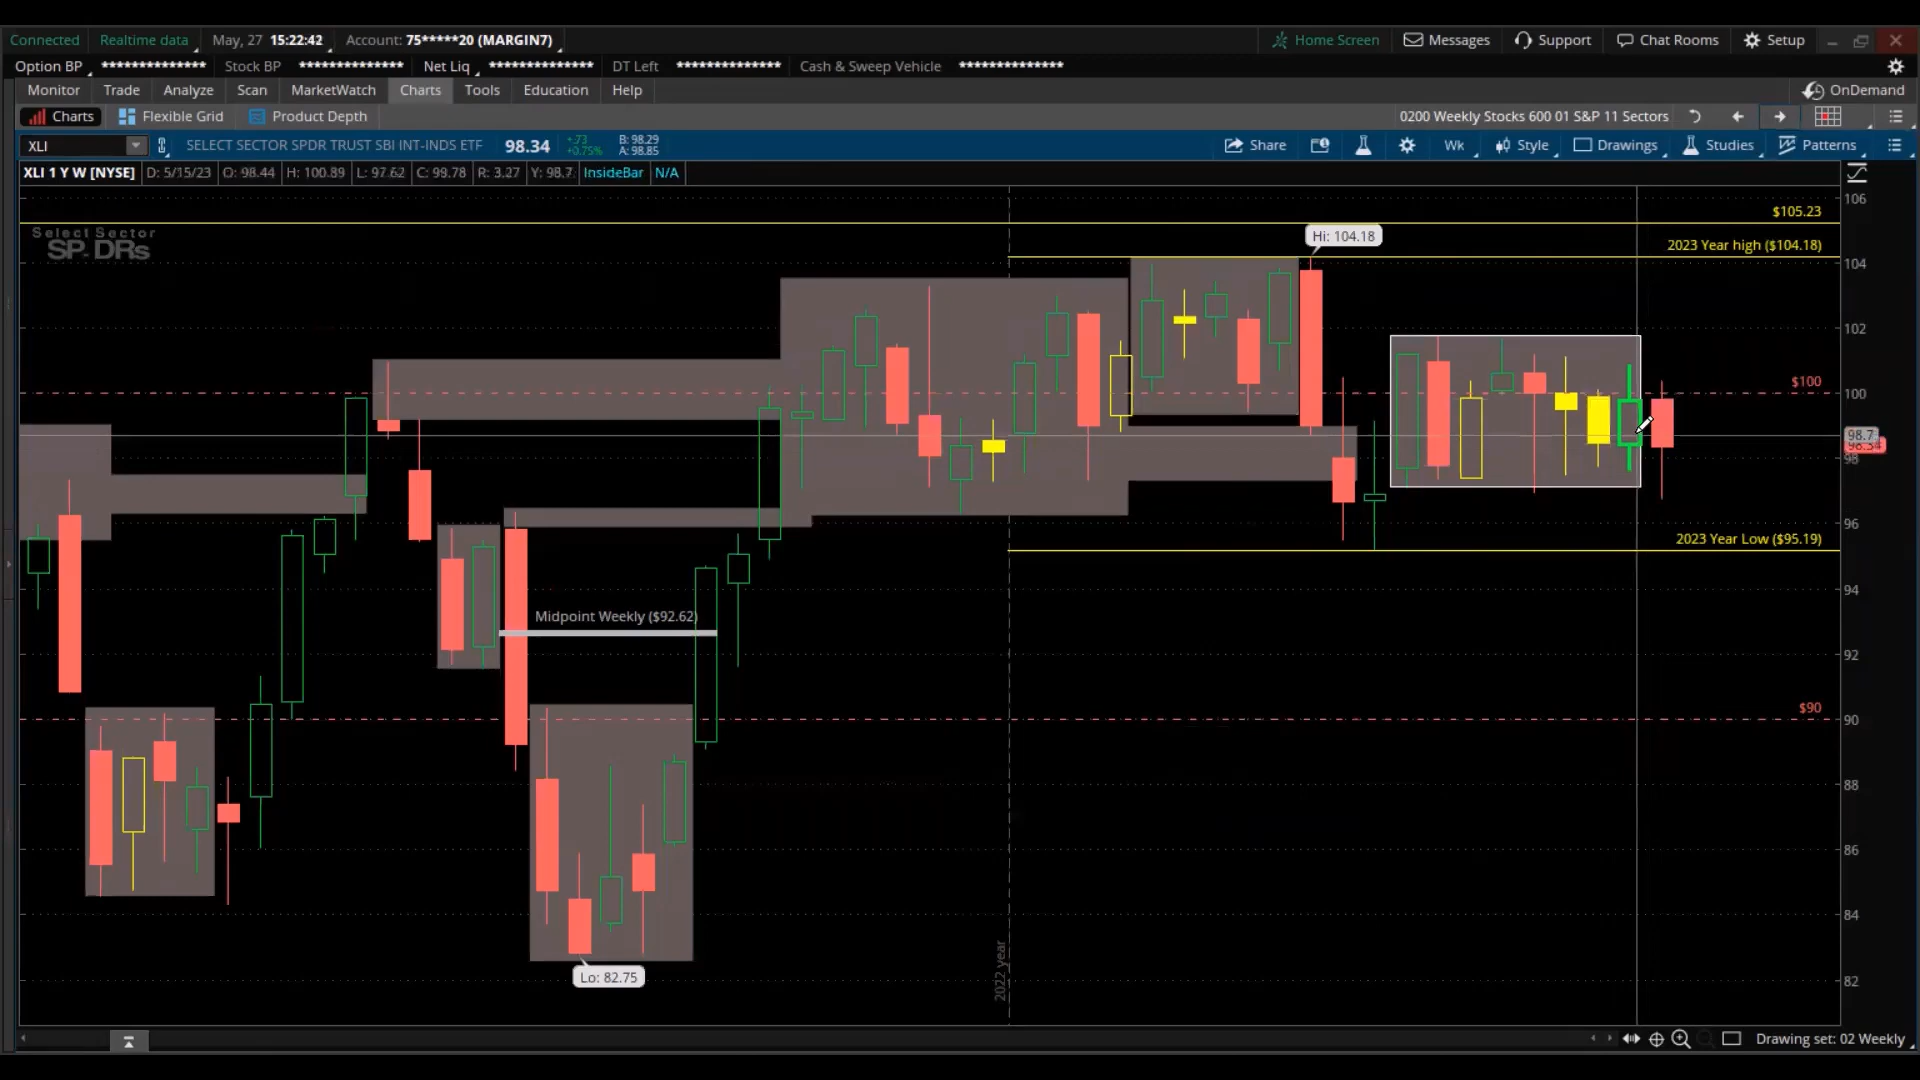 Connected Realtime data May, 27 15:22:42 Account: 75*****20 (MARGIN7) Home Screen Messages Support Chat Rooms Setup
Option BP ************** Stock BP ************** Net Liq ************** DT Left ************** Cash & Sweep Vehicle **************
Monitor Trade Analyze Scan MarketWatch Charts Tools Education Help OnDemand
Charts Flexible Grid Product Depth 0200 Weekly Stocks 600 01 S&P 11 Sectors
XLI SELECT SECTOR SPDR TRUST SBI INT-INDS ETF 98.34 +.73 +0.75% B: 98.29 A: 98.85 Share Wk Style Drawings Studies Patterns
XLI 1 Y W [NYSE] D: 5/15/23 O: 98.44 H: 100.89 L: 97.62 C: 99.78 R: 3.27 Y: 98.7 InsideBar N/A
106
$105.23
Select Sector
SPDRs
Hi: 104.18
2023 Year high ($104.18)
104
102
$100
100
98.7
98.34
98
96
2023 Year Low ($95.19)
94
Midpoint Weekly ($92.62)
92
$90
90
88
86
84
2022 year
Lo: 82.75
82
Drawing set: 02 Weekly